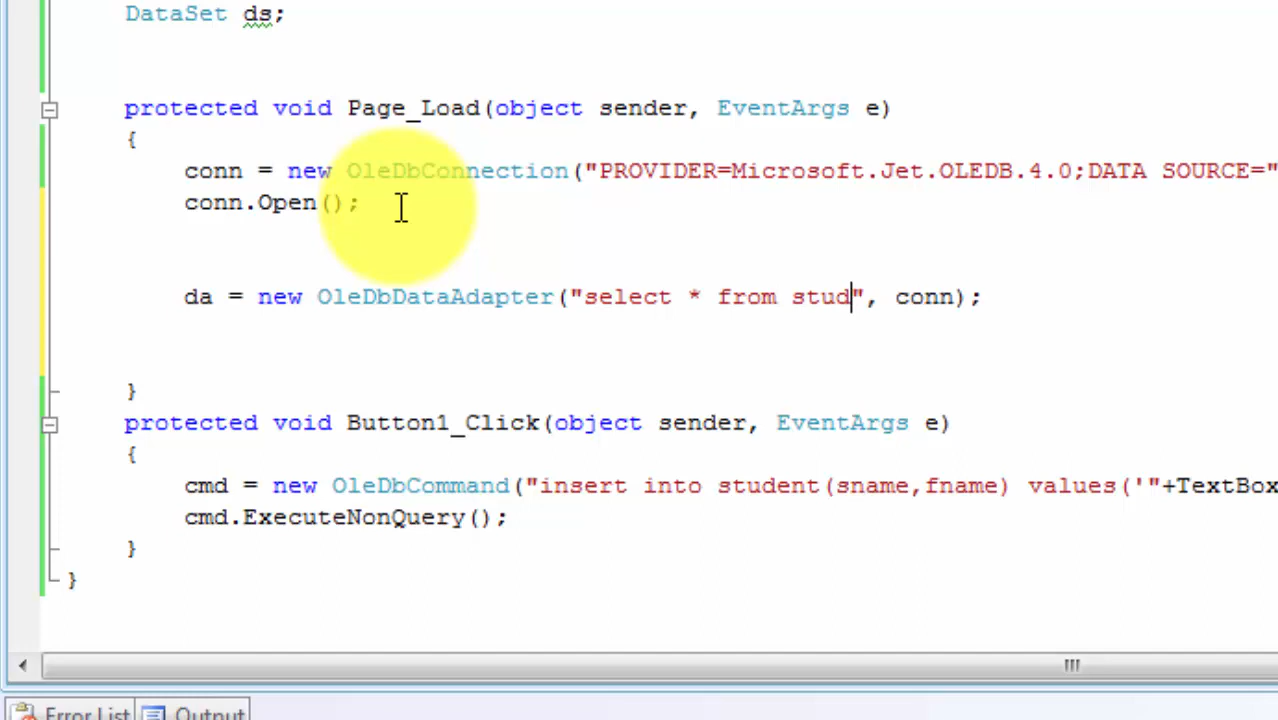 DataSet ds;
protected void Page_Load(object sender, EventArgs e)
{
conn = new OleDbConnection("PROVIDER=Microsoft.Jet.OLEDB.4.0;DATA SOURCE="
conn.Open();
da = new OleDbDataAdapter("select * from stud", conn);
}
protected void Button1_Click(object sender, EventArgs e)
{
cmd = new OleDbCommand("insert into student(sname,fname) values('"+TextBox
cmd.ExecuteNonQuery();
}
}
Error List Output